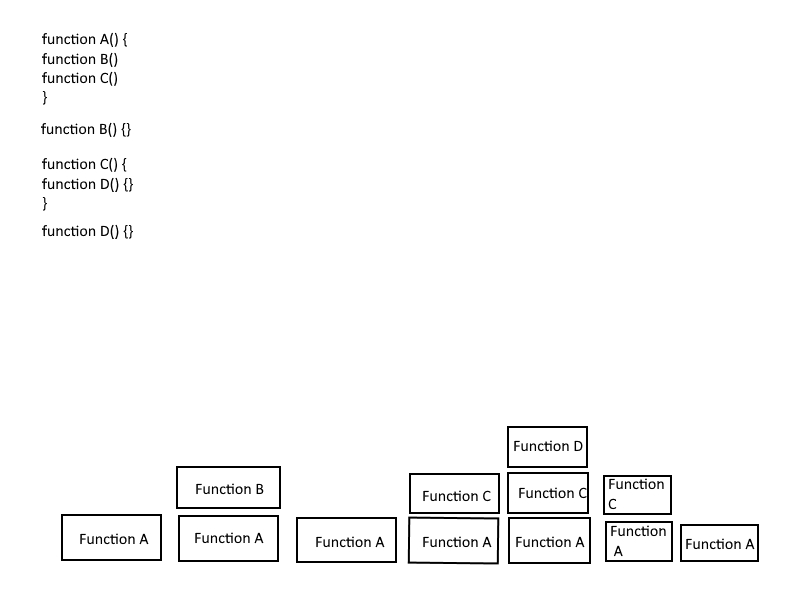 function A() {
function B()
function C()
}
function B() {}
function C() {
function D() {}
}
function D() {}
Function D
Function B
Function C
Function C
Function
C
Function A
Function A
Function A
Function A
Function A
Function
A
Function A